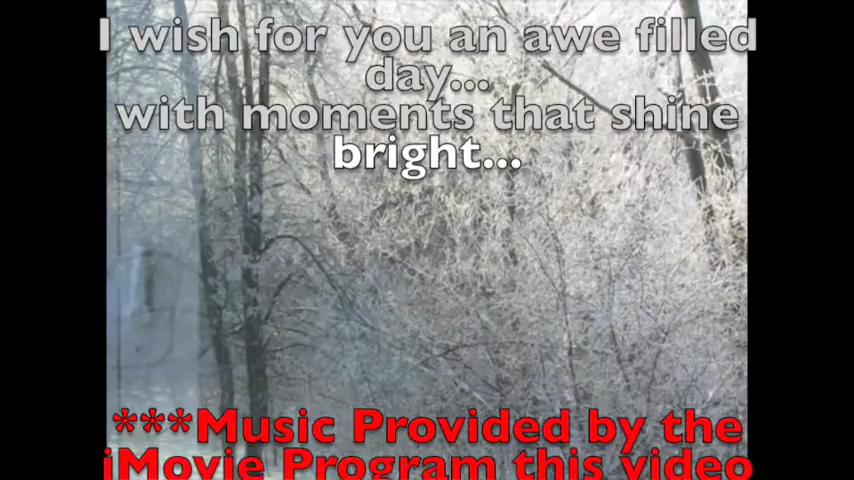 I wish for you an awe filled
day...
with moments that shine
bright...
***Music Provided by the
iMovie Program this video